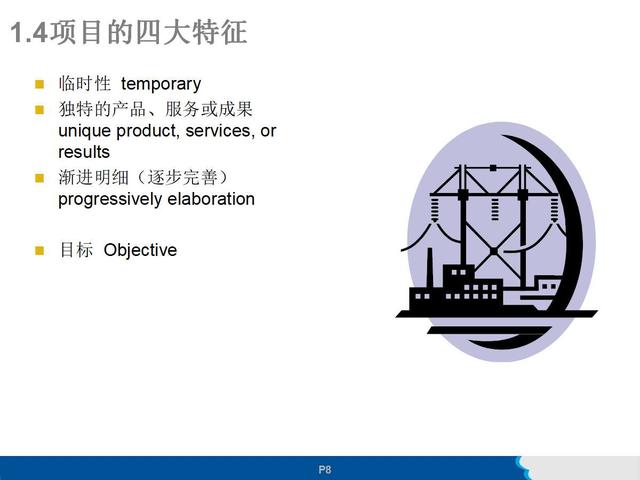 1.4项目的四大特征
临时性 temporary
独特的产品、服务或成果
unique product, services, or
results
渐进明细（逐步完善）
progressively elaboration
目标 Objective
P8